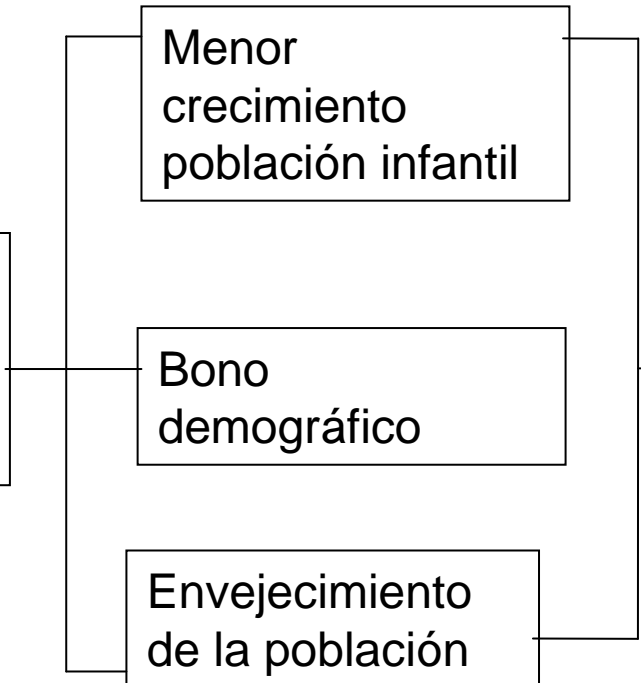 Menor
crecimiento
población infantil
Bono
demográfico
Envejecimiento
de la población